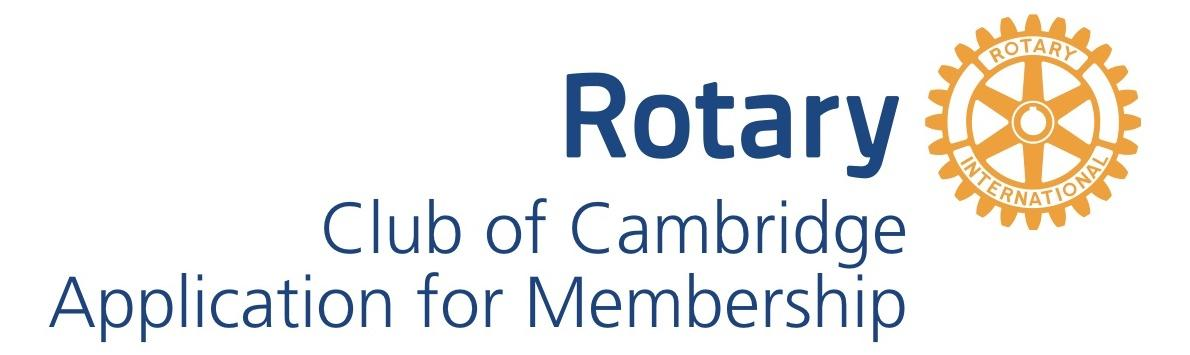 Rotary
ROTARY
INTERNATIONAL
Club of Cambridge
Application for Membership